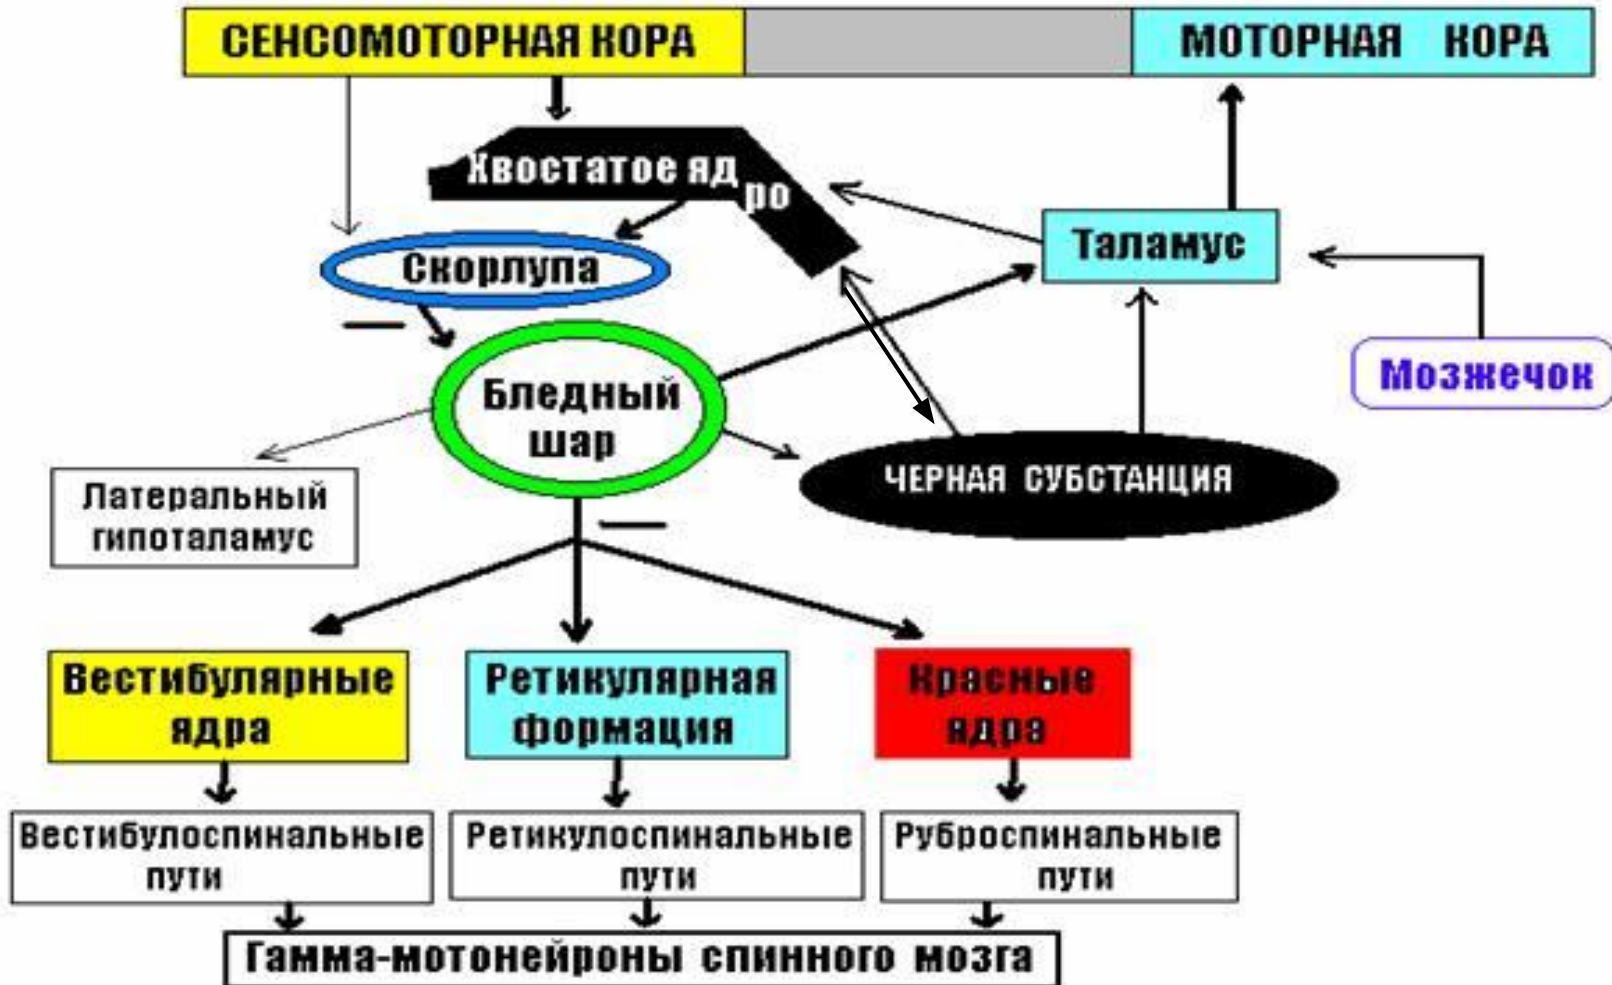 СЕНСОМОТОРНАЯ КОРА
МОТОРНАЯ КОРА
Хвостатое яд
ро
Таламус
Скорлупа
Мозжечок
Бледный
шар
ЧЕРНАЯ СУБСТАНЦИЯ
Латеральный
гипоталамус
Вестибулярные
ядра
Ретикулярная
формация
Красные
ядра
Вестибулоспинальные
пути
Ретикулоспинальные
пути
Руброспинальные
пути
Гамма-мотонейроны спинного мозга